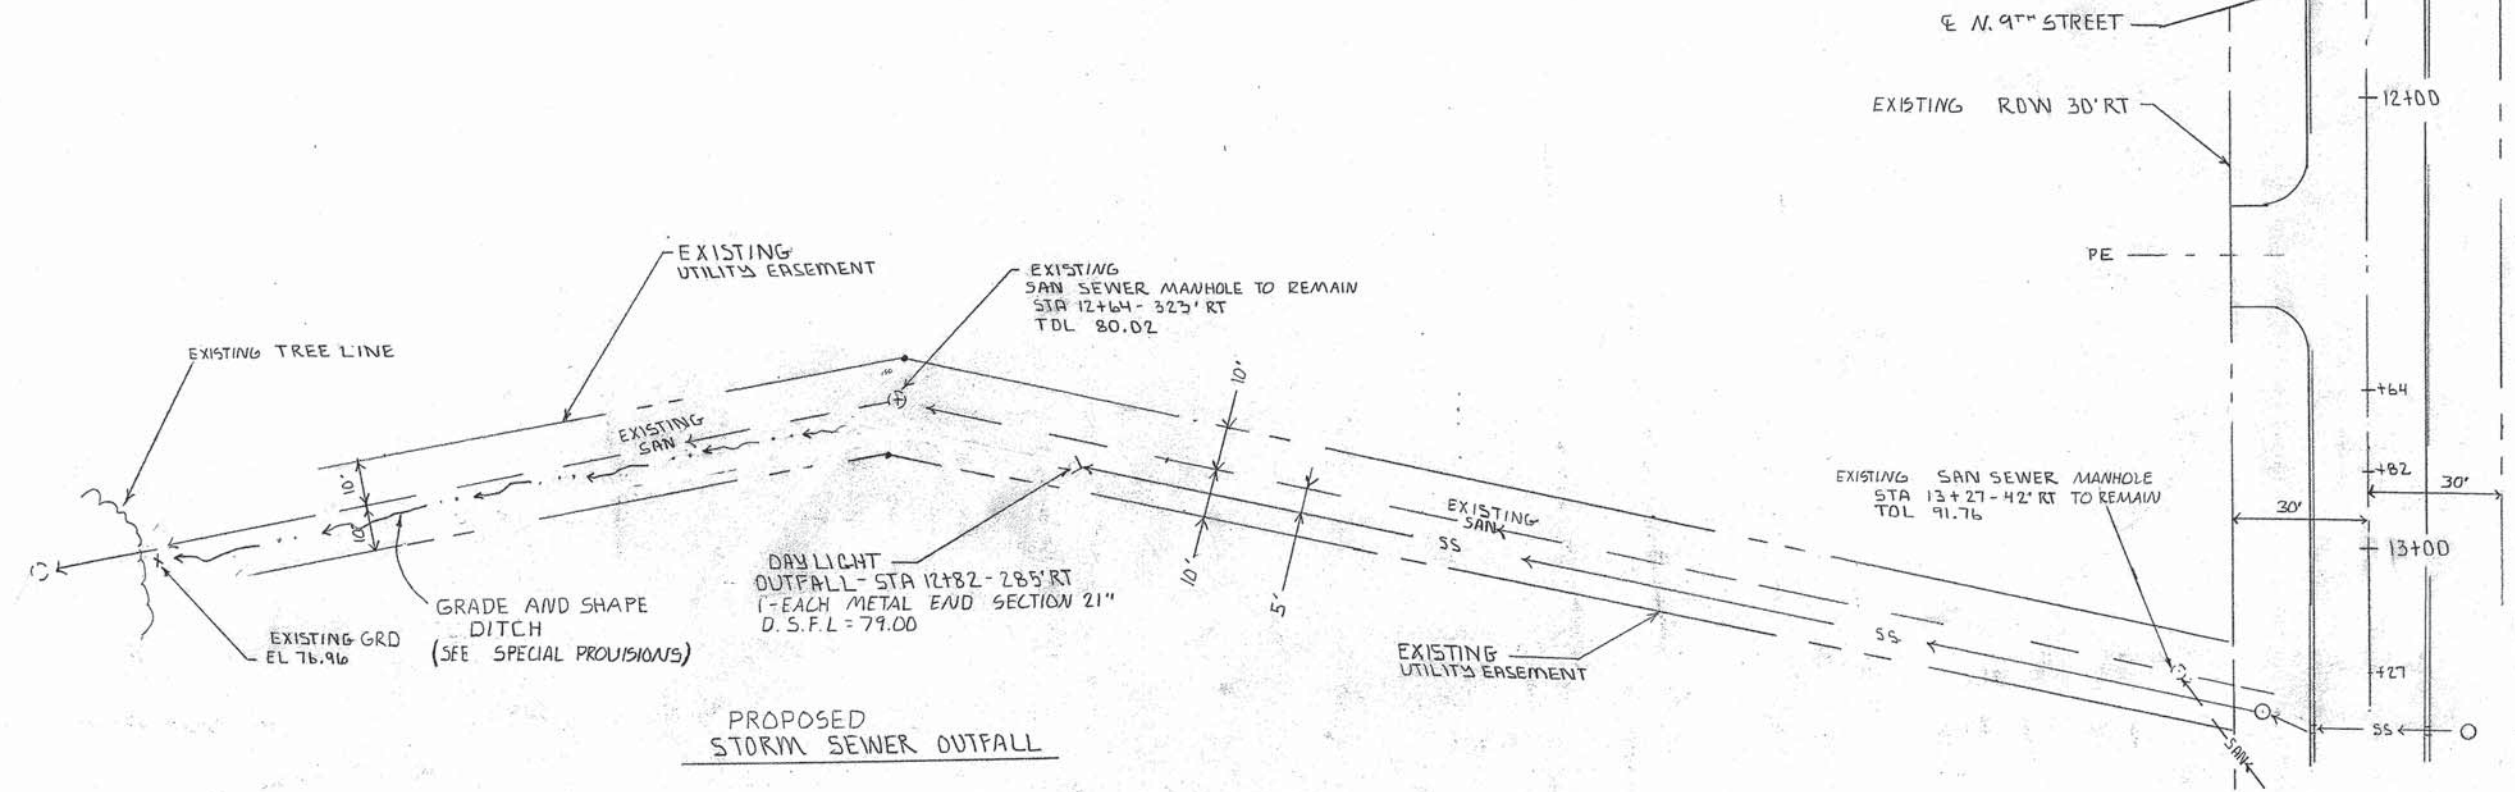 ℄ N. 9TH STREET
EXISTING ROW 30' RT
12+00
PE
EXISTING
UTILITY EASEMENT
EXISTING
SAN SEWER MANHOLE TO REMAIN
STA 12+64 - 323' RT
TOL 80.02
EXISTING TREE LINE
10'
+64
EXISTING
SAN
+82
30'
EXISTING SAN SEWER MANHOLE
STA 13+27 - 42' RT TO REMAIN
TOL 91.76
30'
10'
10'
EXISTING
SAN
SS
13+00
DAYLIGHT
OUTFALL - STA 12+82 - 285' RT
1 - EACH METAL END SECTION 21"
D.S.F.L = 79.00
10'
5'
GRADE AND SHAPE
DITCH
(SEE SPECIAL PROVISIONS)
EXISTING GRD
EL 76.96
SS
EXISTING
UTILITY EASEMENT
+27
PROPOSED
STORM SEWER OUTFALL
SS
SAN